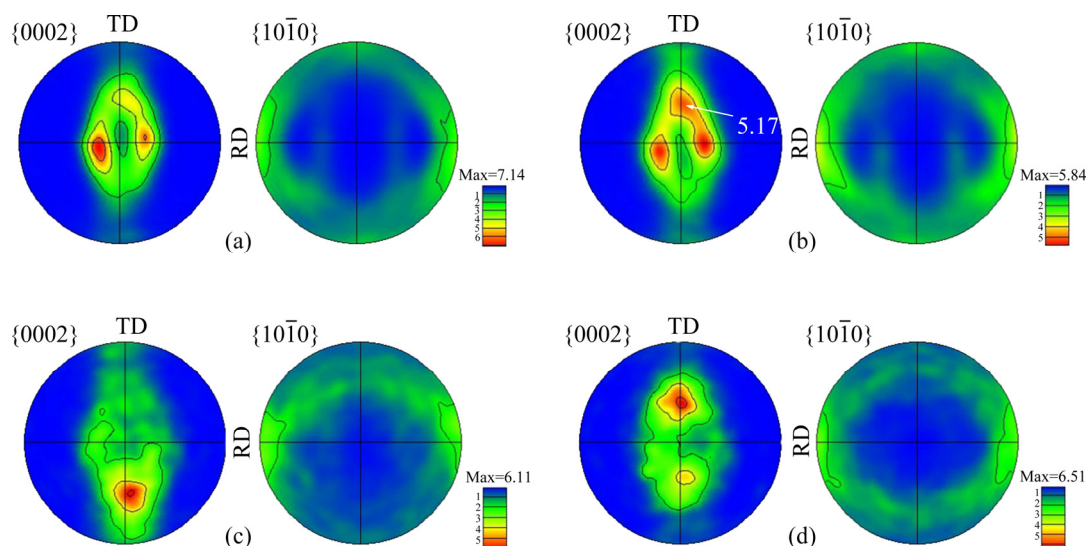 TD
{0002}
{101̄0}
RD
Max=7.14
1
2
3
4
5
6
(a)
TD
{0002}
{101̄0}
5.17
RD
Max=5.84
1
2
3
4
5
(b)
TD
{0002}
{101̄0}
RD
Max=6.11
1
2
3
4
5
(c)
TD
{0002}
{101̄0}
RD
Max=6.51
1
2
3
4
5
(d)